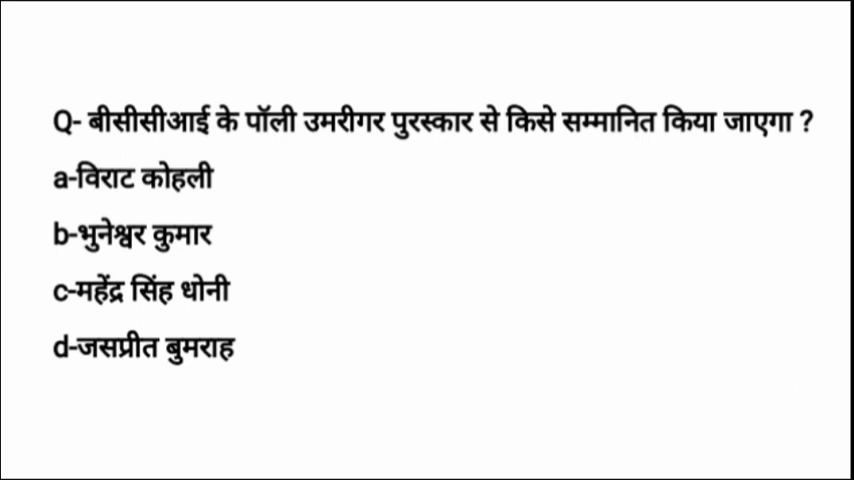 Q- बीसीसीआई के पॉली उमरीगर पुरस्कार से किसे सम्मानित किया जाएगा ?
a-विराट कोहली
b-भुनेश्वर कुमार
c-महेंद्र सिंह धोनी
d-जसप्रीत बुमराह